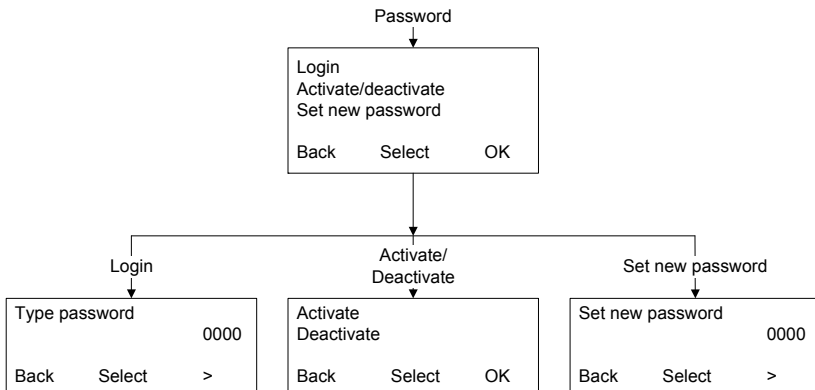 Password
Login
Activate/deactivate
Set new password
Back Select OK
Login
Activate/
Deactivate
Set new password
Type password
0000
Back Select >
Activate
Deactivate
Back Select OK
Set new password
0000
Back Select >